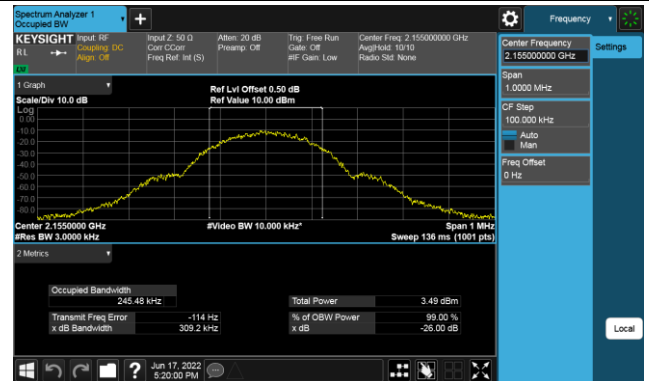 Spectrum Analyzer 1
Occupied BW
+
Frequency
KEYSIGHT
RL
LXI
Input: RF
Coupling: DC
Align: Off
Input Z: 50 Ω
Corr CCorr
Freq Ref: Int (S)
Atten: 20 dB
Preamp: Off
Trig: Free Run
Gate: Off
#IF Gain: Low
Center Freq: 2.155000000 GHz
Avg|Hold: 10/10
Radio Std: None
Center Frequency
2.155000000 GHz
Settings
Span
1.0000 MHz
CF Step
100.000 kHz
Auto
Man
Freq Offset
0 Hz
Local
1 Graph
Scale/Div 10.0 dB
Ref Lvl Offset 0.50 dB
Ref Value 10.00 dBm
Log
0.00
-10.0
-20.0
-30.0
-40.0
-50.0
-60.0
-70.0
-80.0
Center 2.15500 GHz
#Res BW 3.0000 kHz
#Video BW 10.000 kHz*
Span 1 MHz
Sweep 136 ms (1001 pts)
2 Metrics
Occupied Bandwidth
245.48 kHz
Total Power 3.49 dBm
Transmit Freq Error -114 Hz
% of OBW Power 99.00 %
x dB Bandwidth 309.2 kHz
x dB -26.00 dB
?
Jun 17, 2022
5:20:00 PM